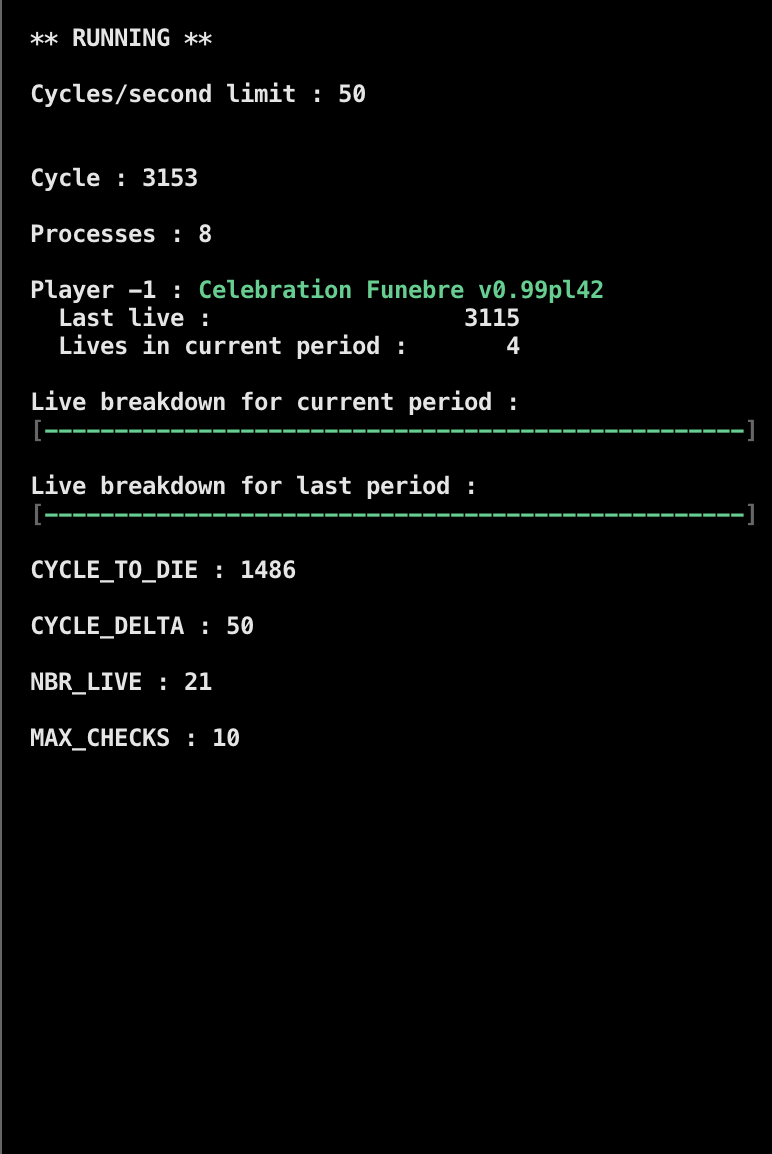 ** RUNNING **
Cycles/second limit : 50
Cycle : 3153
Processes : 8
Player -1 : Celebration Funebre v0.99pl42
Last live : 3115
Lives in current period : 4
Live breakdown for current period :
[--------------------------------------------------]
Live breakdown for last period :
[--------------------------------------------------]
CYCLE_TO_DIE : 1486
CYCLE_DELTA : 50
NBR_LIVE : 21
MAX_CHECKS : 10